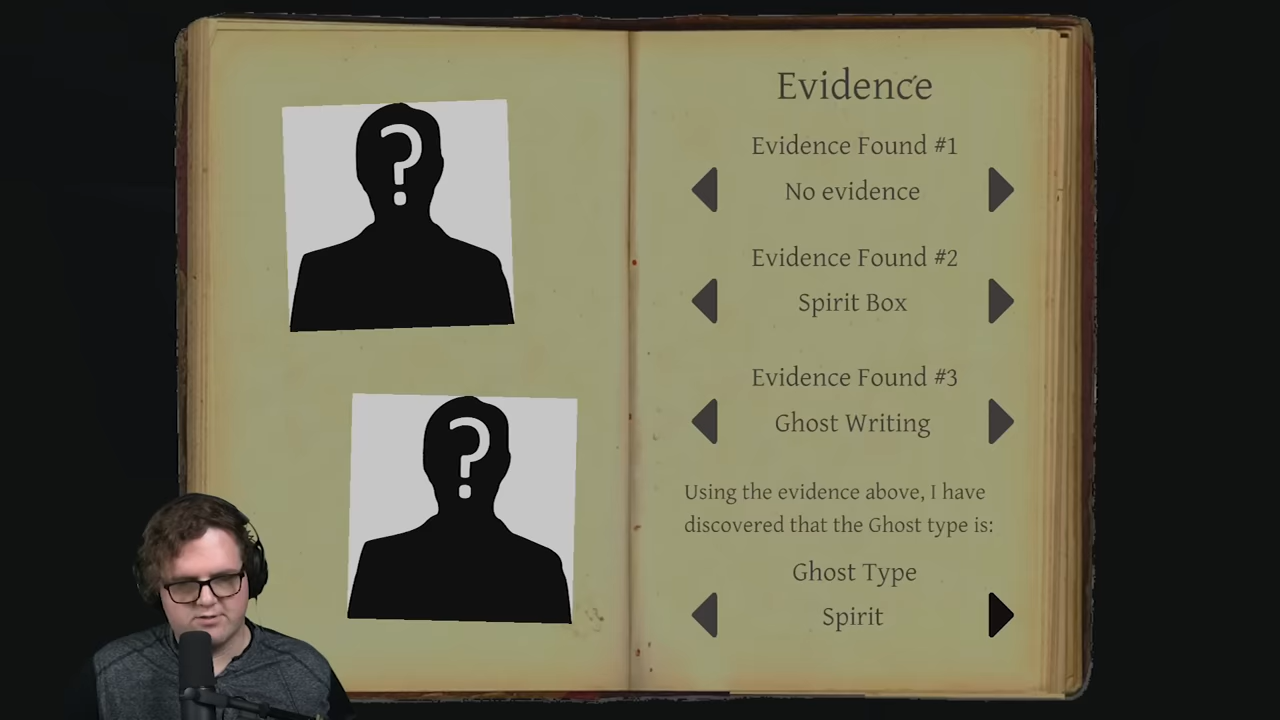 ?
?
Evidence
Evidence Found #1
No evidence
Evidence Found #2
Spirit Box
Evidence Found #3
Ghost Writing
Using the evidence above, I have
discovered that the Ghost type is:
Ghost Type
Spirit